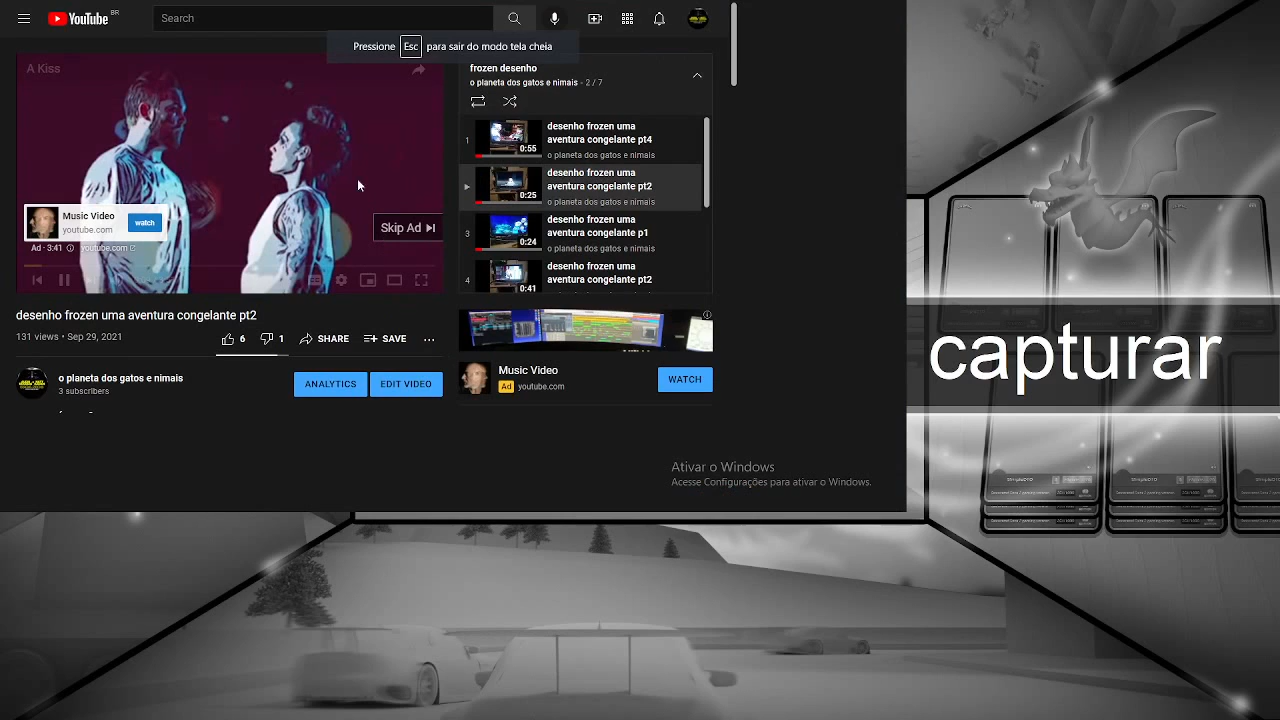 YouTube BR
Search
Pressione Esc para sair do modo tela cheia
A Kiss
Music Video
youtube.com
watch
Skip Ad
Ad · 3:41 youtube.com
desenho frozen uma aventura congelante pt2
131 views • Sep 29, 2021
6
1
SHARE
SAVE
o planeta dos gatos e nimais
3 subscribers
ANALYTICS
EDIT VIDEO
frozen desenho
o planeta dos gatos e nimais - 2 / 7
1
0:55
desenho frozen uma
aventura congelante pt4
o planeta dos gatos e nimais
0:25
desenho frozen uma
aventura congelante pt2
o planeta dos gatos e nimais
3
0:24
desenho frozen uma
aventura congelante p1
o planeta dos gatos e nimais
4
0:41
desenho frozen uma
aventura congelante pt2
Music Video
Ad youtube.com
WATCH
Ativar o Windows
Acesse Configurações para ativar o Windows.
capturar